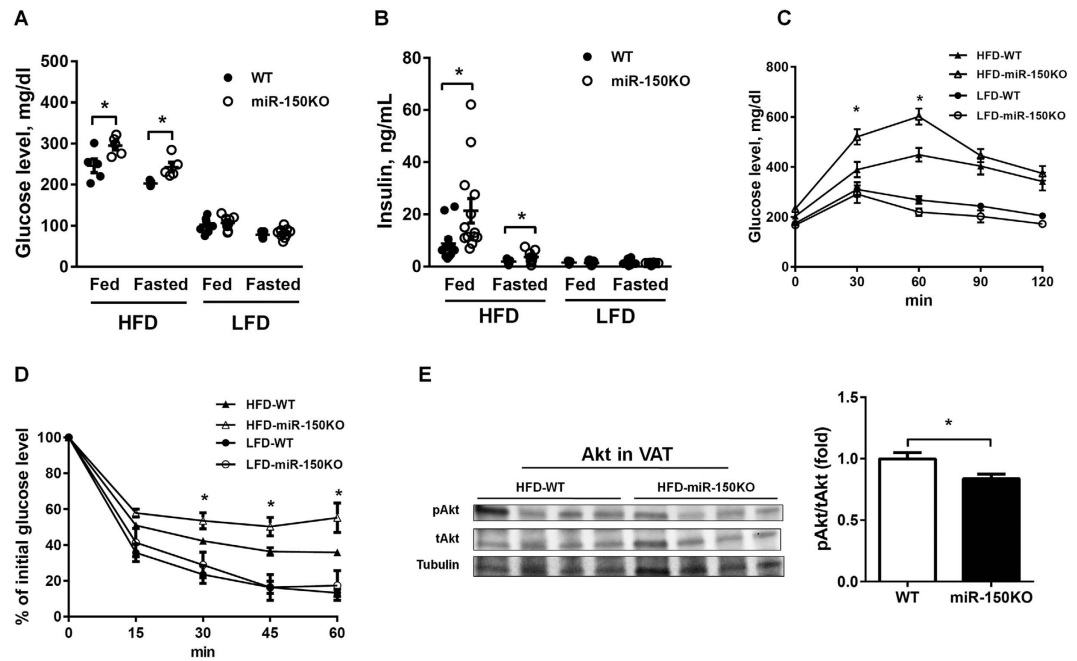 A
Glucose level, mg/dl
500
400
300
200
100
0
WT
miR-150KO
*
*
Fed
Fasted
Fed
Fasted
HFD
LFD
B
Insulin, ng/mL
80
60
40
20
0
WT
miR-150KO
*
*
Fed
Fasted
Fed
Fasted
HFD
LFD
C
Glucose level, mg/dl
800
600
400
200
0
HFD-WT
HFD-miR-150KO
LFD-WT
LFD-miR-150KO
*
*
0
30
60
90
120
min
D
% of initial glucose level
100
80
60
40
20
0
HFD-WT
HFD-miR-150KO
LFD-WT
LFD-miR-150KO
*
*
*
0
15
30
45
60
min
E
Akt in VAT
HFD-WT
HFD-miR-150KO
pAkt
tAkt
Tubulin
pAkt/tAkt (fold)
1.5
1.0
0.5
0.0
*
WT
miR-150KO